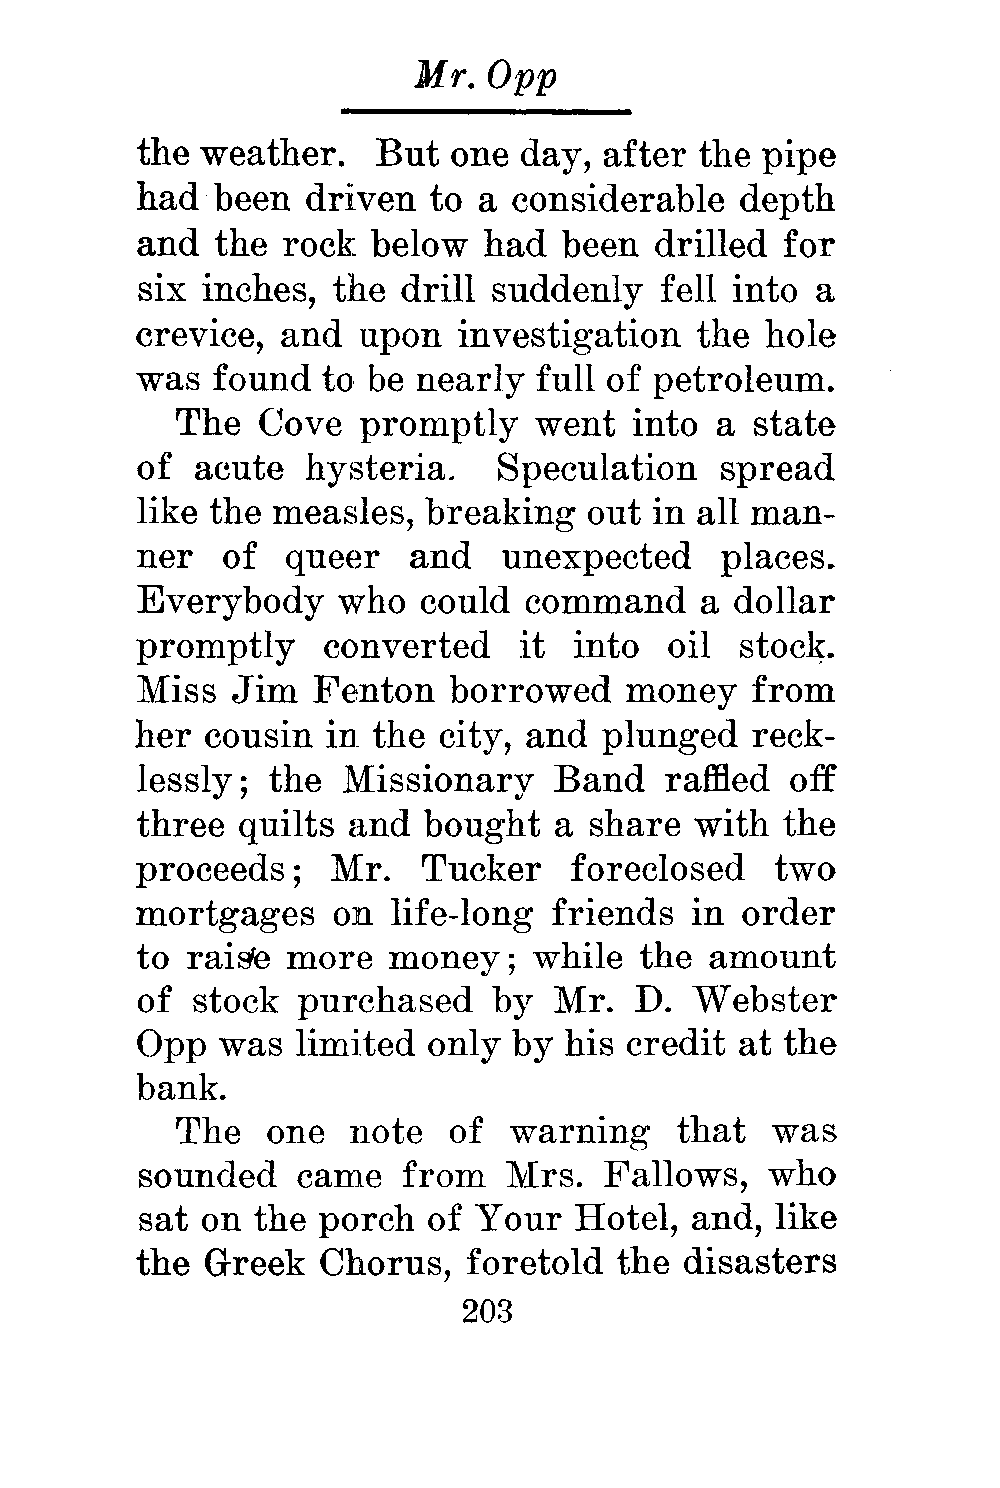 Mr. Opp
the weather. But one day, after the pipe
had been driven to a considerable depth
and the rock below had been drilled for
six inches, the drill suddenly fell into a
crevice, and upon investigation the hole
was found to be nearly full of petroleum.
The Cove promptly went into a state
of acute hysteria. Speculation spread
like the measles, breaking out in all man-
ner of queer and unexpected places.
Everybody who could command a dollar
promptly converted it into oil stock.
Miss Jim Fenton borrowed money from
her cousin in the city, and plunged reck-
lessly; the Missionary Band raffled off
three quilts and bought a share with the
proceeds; Mr. Tucker foreclosed two
mortgages on life-long friends in order
to raise more money; while the amount
of stock purchased by Mr. D. Webster
Opp was limited only by his credit at the
bank.
The one note of warning that was
sounded came from Mrs. Fallows, who
sat on the porch of Your Hotel, and, like
the Greek Chorus, foretold the disasters
203